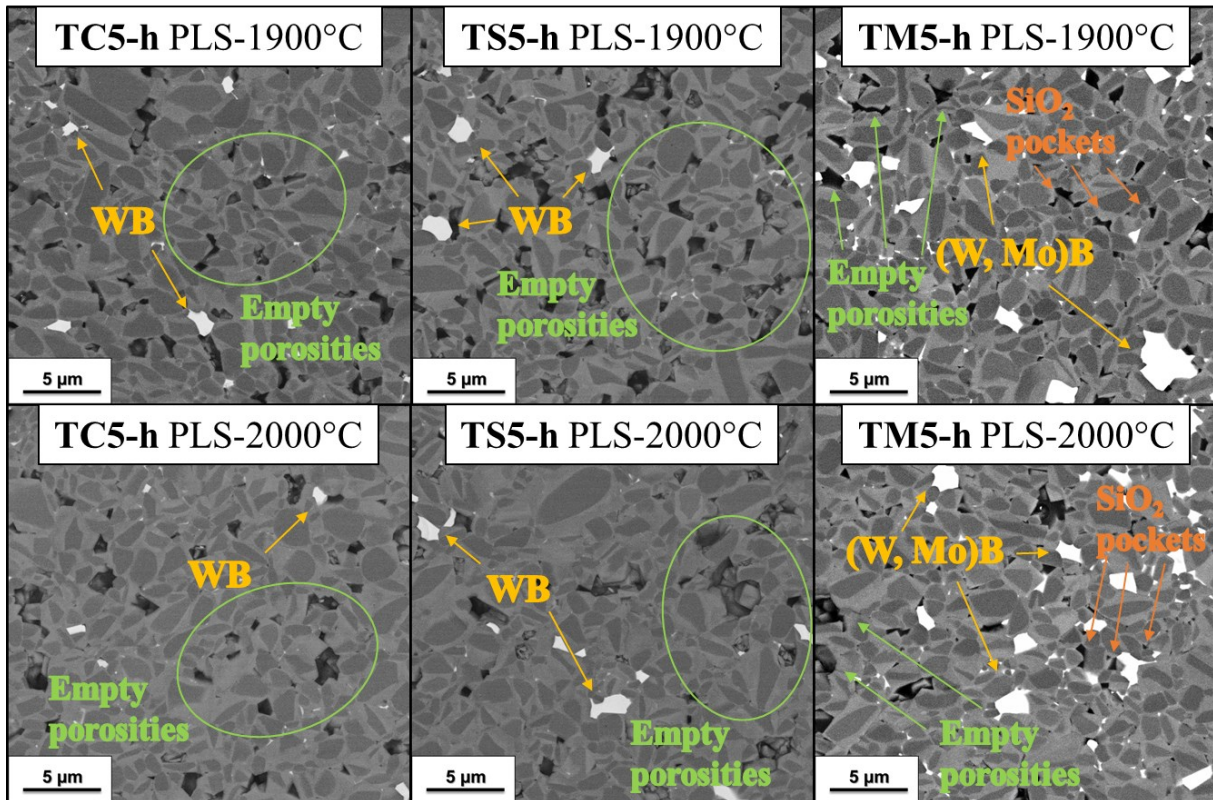 TC5-h PLS-1900°C
WB
Empty
porosities
5 µm
TS5-h PLS-1900°C
WB
Empty
porosities
5 µm
TM5-h PLS-1900°C
SiO₂
pockets
(W, Mo)B
Empty
porosities
5 µm
TC5-h PLS-2000°C
WB
Empty
porosities
5 µm
TS5-h PLS-2000°C
WB
Empty
porosities
5 µm
TM5-h PLS-2000°C
SiO₂
pockets
(W, Mo)B
Empty
porosities
5 µm